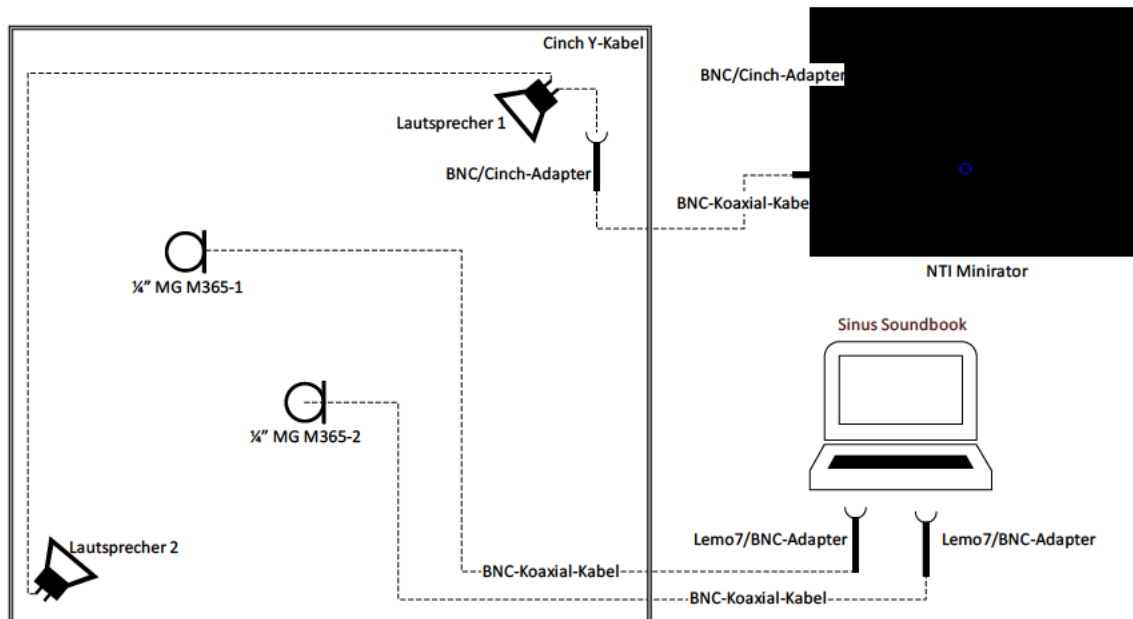 Cinch Y-Kabel
BNC/Cinch-Adapter
Lautsprecher 1
BNC/Cinch-Adapter
BNC-Koaxial-Kabe
NTI Minirator
¼” MG M365-1
Sinus Soundbook
¼” MG M365-2
Lautsprecher 2
Lemo7/BNC-Adapter
Lemo7/BNC-Adapter
BNC-Koaxial-Kabel
BNC-Koaxial-Kabel